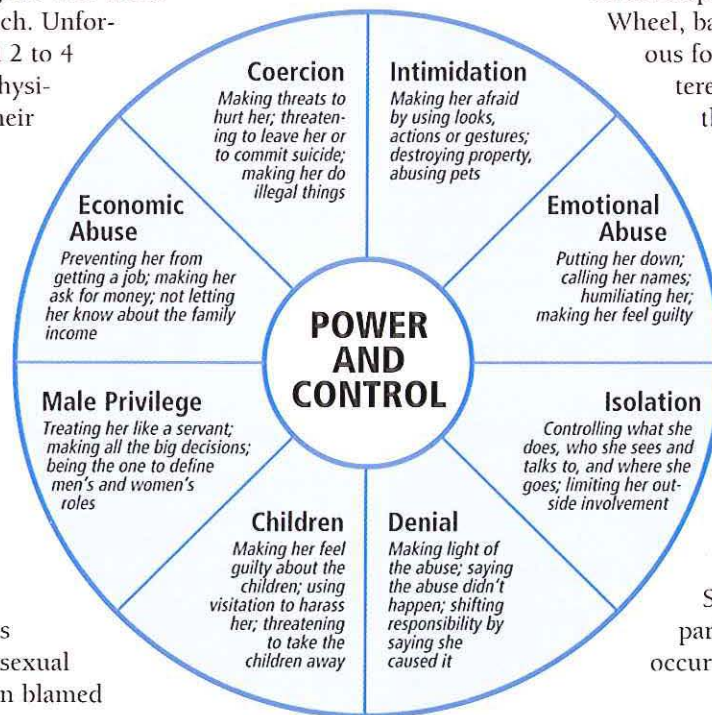 ch. Unfor-
2 to 4
hysi-
heir
Wheel, ba
ous fo
tere
th
Coercion
Making threats to
hurt her; threaten-
ing to leave her or
to commit suicide;
making her do
illegal things
Intimidation
Making her afraid
by using looks,
actions or gestures;
destroying property,
abusing pets
Emotional
Abuse
Putting her down;
calling her names;
humiliating her;
making her feel guilty
Isolation
Controlling what she
does, who she sees and
talks to, and where she
goes; limiting her out-
side involvement
Denial
Making light of
the abuse; saying
the abuse didn't
happen; shifting
responsibility by
saying she
caused it
Children
Making her feel
guilty about the
children; using
visitation to harass
her; threatening
to take the
children away
Male Privilege
Treating her like a servant;
making all the big decisions;
being the one to define
men's and women's
roles
Economic
Abuse
Preventing her from
getting a job; making her
ask for money; not letting
her know about the family
income
POWER
AND
CONTROL
s
sexual
n blamed
S
par
occur